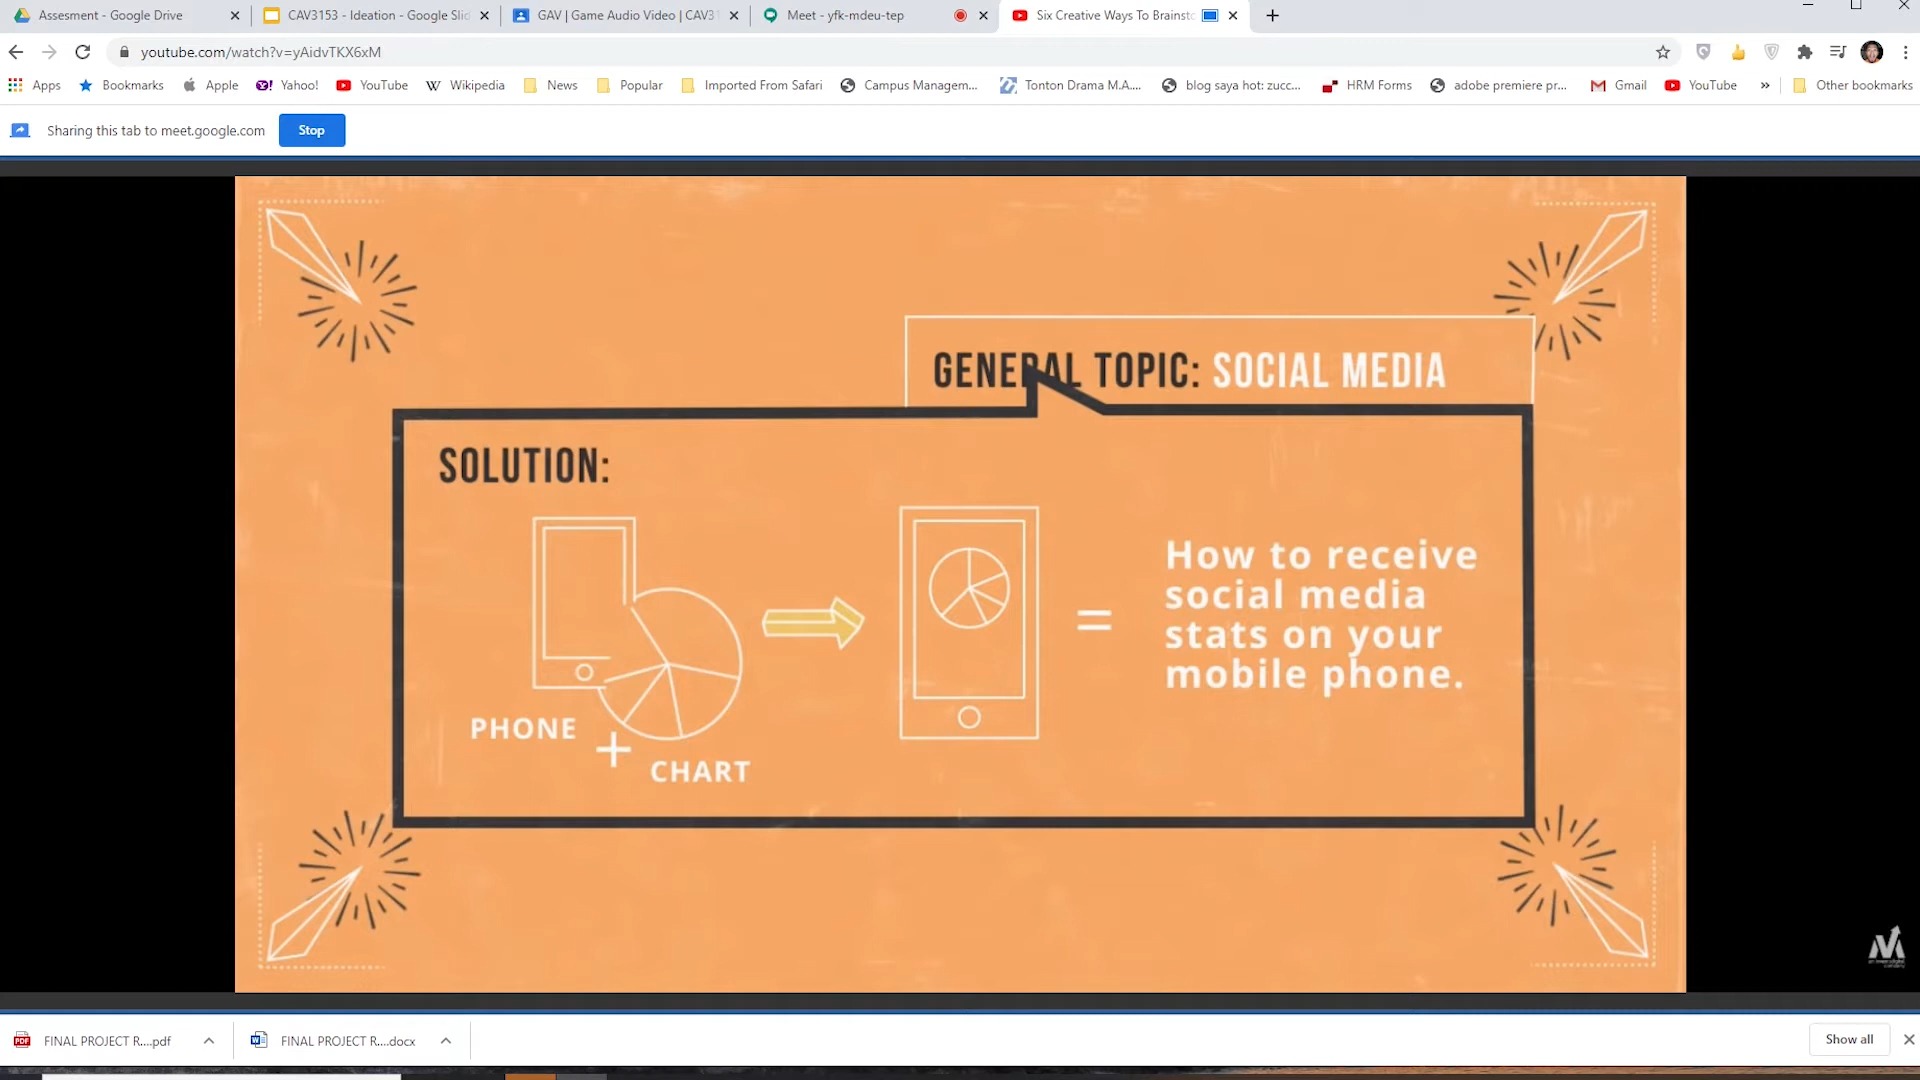 Assesment - Google Drive
CAV3153 - Ideation - Google Slid
GAV | Game Audio Video | CAV31
Meet - yfk-mdeu-tep
Six Creative Ways To Brainsto
youtube.com/watch?v=yAidvTKX6xM
Apps
Bookmarks
Apple
Yahoo!
YouTube
Wikipedia
News
Popular
Imported From Safari
Campus Managem...
Tonton Drama M.A....
blog saya hot: zucc...
HRM Forms
adobe premiere pr...
Gmail
YouTube
»
Other bookmarks
Sharing this tab to meet.google.com
Stop
GENERAL TOPIC: SOCIAL MEDIA
SOLUTION:
PHONE
+
CHART
=
How to receive
social media
stats on your
mobile phone.
FINAL PROJECT R....pdf
FINAL PROJECT R....docx
Show all